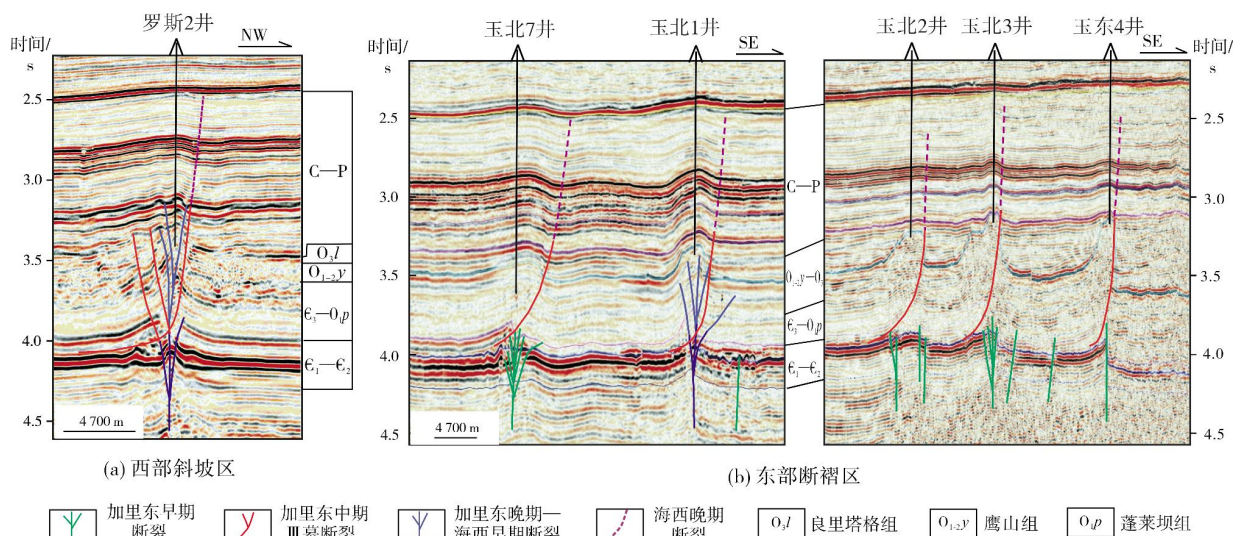 罗斯2井
玉北7井
玉北1井
玉北2井
玉北3井
玉东4井
时间/
s
NW
时间/
s
SE
SE
时间/
s
2.5
3.0
3.5
4.0
4.5
C—P
O₃l
O₁₋₂y
Є₃—O₁p
Є₁—Є₂
4 700 m
2.5
3.0
3.5
4.0
4.5
4 700 m
C—P
Є₁—Є₂
2.5
3.0
3.5
4.0
4.5
(a) 西部斜坡区
(b) 东部断褶区
加里东早期
断裂
加里东中期
Ⅲ幕断裂
加里东晚期—
海西早期断裂
海西晚期
断裂
O₃l
良里塔格组
O₁₋₂y
鹰山组
O₁p
蓬莱坝组